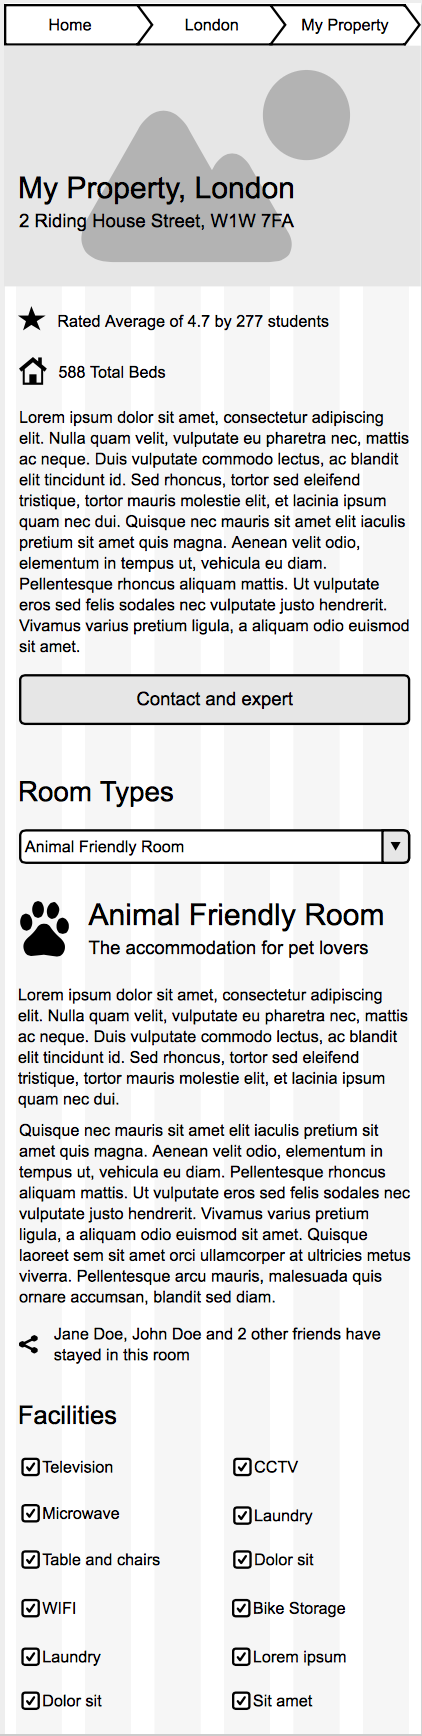 Home
London
My Property
My Property, London
2 Riding House Street, W1W 7FA
Rated Average of 4.7 by 277 students
588 Total Beds
Lorem ipsum dolor sit amet, consectetur adipiscing
elit. Nulla quam velit, vulputate eu pharetra nec, mattis
ac neque. Duis vulputate commodo lectus, ac blandit
elit tincidunt id. Sed rhoncus, tortor sed eleifend
tristique, tortor mauris molestie elit, et lacinia ipsum
quam nec dui. Quisque nec mauris sit amet elit iaculis
pretium sit amet quis magna. Aenean velit odio,
elementum in tempus ut, vehicula eu diam.
Pellentesque rhoncus aliquam mattis. Ut vulputate
eros sed felis sodales nec vulputate justo hendrerit.
Vivamus varius pretium ligula, a aliquam odio euismod
sit amet.
Contact and expert
Room Types
Animal Friendly Room
Animal Friendly Room
The accommodation for pet lovers
Lorem ipsum dolor sit amet, consectetur adipiscing
elit. Nulla quam velit, vulputate eu pharetra nec, mattis
ac neque. Duis vulputate commodo lectus, ac blandit
elit tincidunt id. Sed rhoncus, tortor sed eleifend
tristique, tortor mauris molestie elit, et lacinia ipsum
quam nec dui.
Quisque nec mauris sit amet elit iaculis pretium sit
amet quis magna. Aenean velit odio, elementum in
tempus ut, vehicula eu diam. Pellentesque rhoncus
aliquam mattis. Ut vulputate eros sed felis sodales nec
vulputate justo hendrerit. Vivamus varius pretium
ligula, a aliquam odio euismod sit amet. Quisque
laoreet sem sit amet orci ullamcorper at ultricies metus
viverra. Pellentesque arcu mauris, malesuada quis
ornare accumsan, blandit sed diam.
Jane Doe, John Doe and 2 other friends have
stayed in this room
Facilities
Television
CCTV
Microwave
Laundry
Table and chairs
Dolor sit
WIFI
Bike Storage
Laundry
Lorem ipsum
Dolor sit
Sit amet